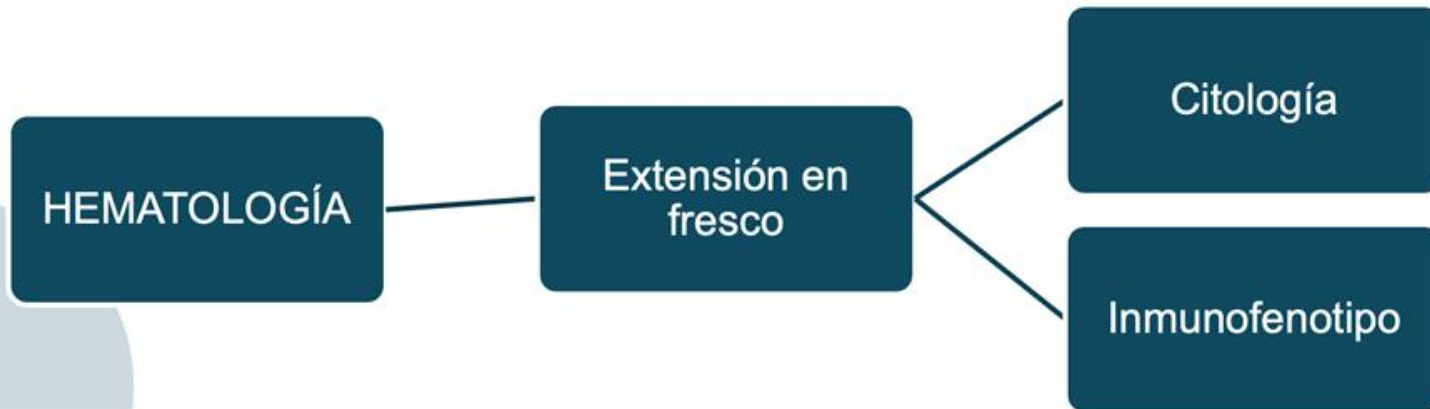 HEMATOLOGÍA
Extensión en
fresco
Citología
Inmunofenotipo